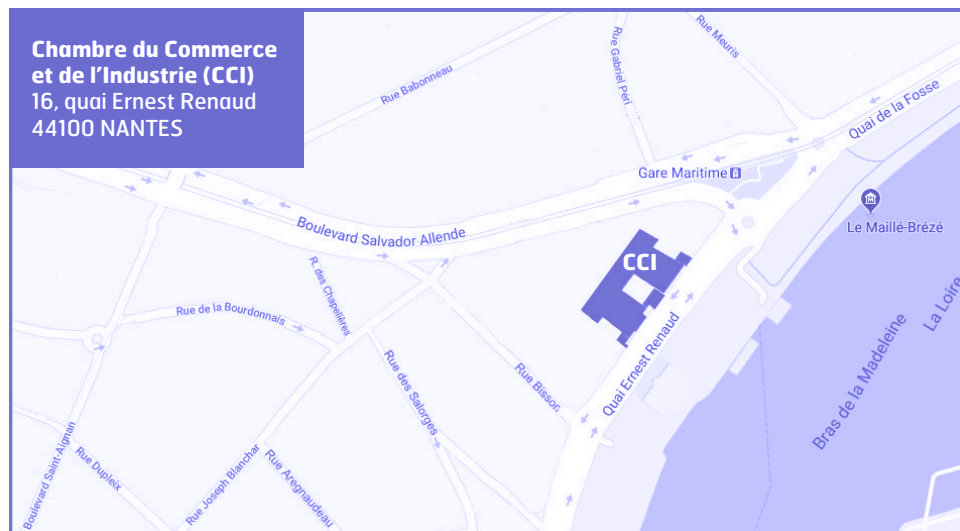 Chambre du Commerce
et de l'Industrie (CCI)
16, quai Ernest Renaud
44100 NANTES
Rue Babonneau
Rue Gabriel Péri
Rue Meuris
Quai de la Fosse
Gare Maritime
Le Maillé-Brézé
Boulevard Salvador Allende
CCI
R. des Chapelières
Rue de la Bourdonnais
Rue des Salorges
Rue Bisson
Quai Ernest Renaud
La Loire
Bras de la Madeleine
Boulevard Saint-Aignan
Rue Dupleix
Rue Joseph Blanchar
Rue Aregnaudeau